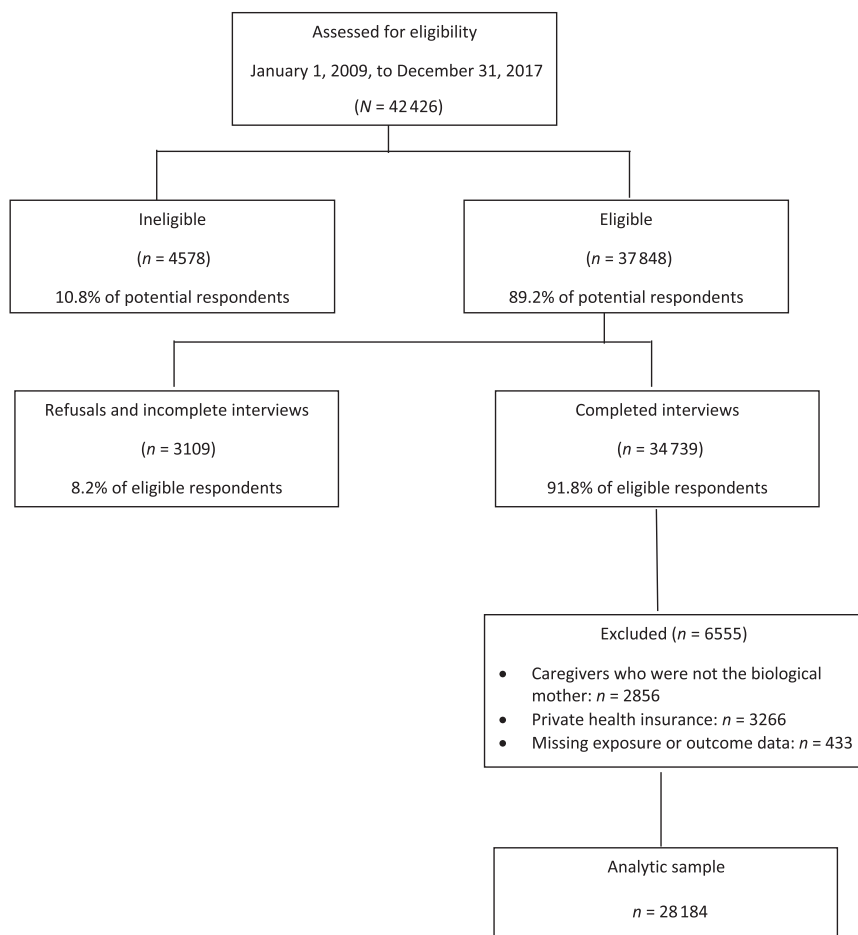 Assessed for eligibility
January 1, 2009, to December 31, 2017
(N = 42 426)
Ineligible
(n = 4578)
10.8% of potential respondents
Eligible
(n = 37 848)
89.2% of potential respondents
Refusals and incomplete interviews
(n = 3109)
8.2% of eligible respondents
Completed interviews
(n = 34 739)
91.8% of eligible respondents
Excluded (n = 6555)
• Caregivers who were not the biological
mother: n = 2856
• Private health insurance: n = 3266
• Missing exposure or outcome data: n = 433
Analytic sample
n = 28 184